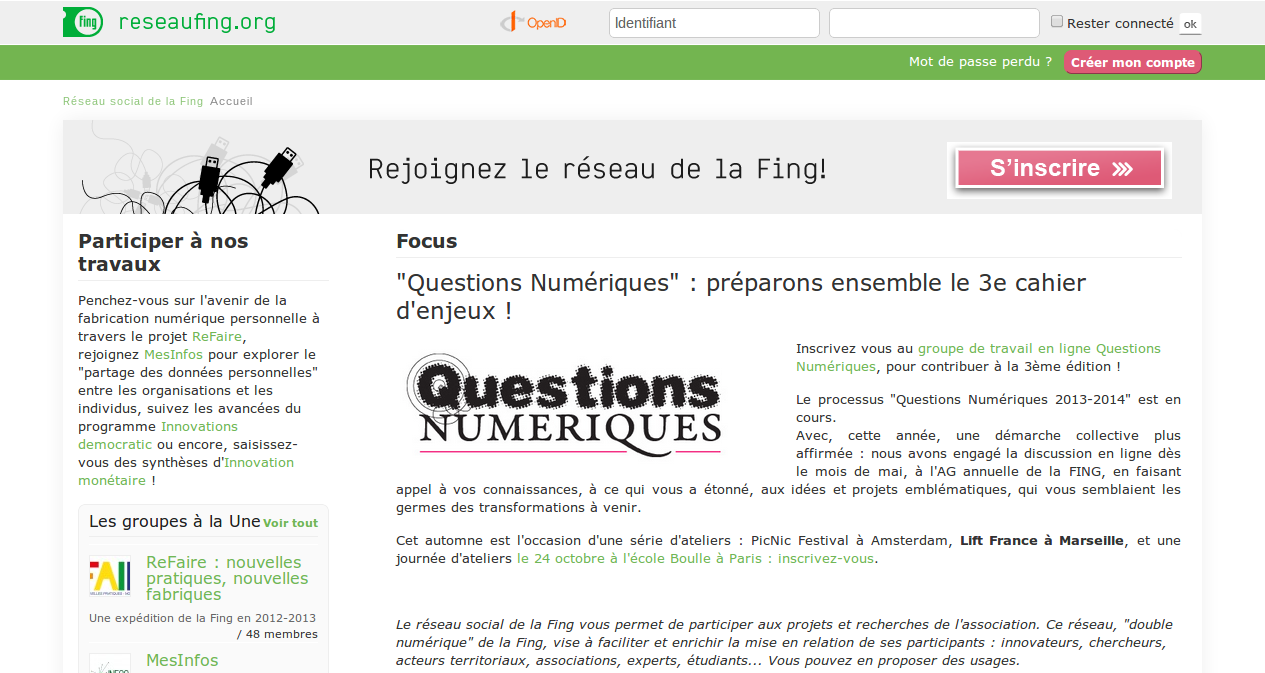 fing reseaufing.org
OpenID
Identifiant
Rester connecté
ok
Mot de passe perdu ?
Créer mon compte
Réseau social de la Fing Accueil
Rejoignez le réseau de la Fing!
S'inscrire
Participer à nos
travaux
Penchez-vous sur l'avenir de la
fabrication numérique personnelle à
travers le projet ReFaire,
rejoignez MesInfos pour explorer le
"partage des données personnelles"
entre les organisations et les
individus, suivez les avancées du
programme Innovations
democratic ou encore, saisissez-
vous des synthèses d'Innovation
monétaire !
Les groupes à la Une Voir tout
ReFaire : nouvelles
pratiques, nouvelles
fabriques
Une expédition de la Fing en 2012-2013
/ 48 membres
MesInfos
Focus
"Questions Numériques" : préparons ensemble le 3e cahier
d'enjeux !
Questions
NUMERIQUES
Inscrivez vous au groupe de travail en ligne Questions
Numériques, pour contribuer à la 3ème édition !
Le processus "Questions Numériques 2013-2014" est en
cours.
Avec, cette année, une démarche collective plus
affirmée : nous avons engagé la discussion en ligne dès
le mois de mai, à l'AG annuelle de la FING, en faisant
appel à vos connaissances, à ce qui vous a étonné, aux idées et projets emblématiques, qui vous semblaient les
germes des transformations à venir.
Cet automne est l'occasion d'une série d'ateliers : PicNic Festival à Amsterdam, Lift France à Marseille, et une
journée d'ateliers le 24 octobre à l'école Boulle à Paris : inscrivez-vous.
Le réseau social de la Fing vous permet de participer aux projets et recherches de l'association. Ce réseau, "double
numérique" de la Fing, vise à faciliter et enrichir la mise en relation de ses participants : innovateurs, chercheurs,
acteurs territoriaux, associations, experts, étudiants... Vous pouvez en proposer des usages.